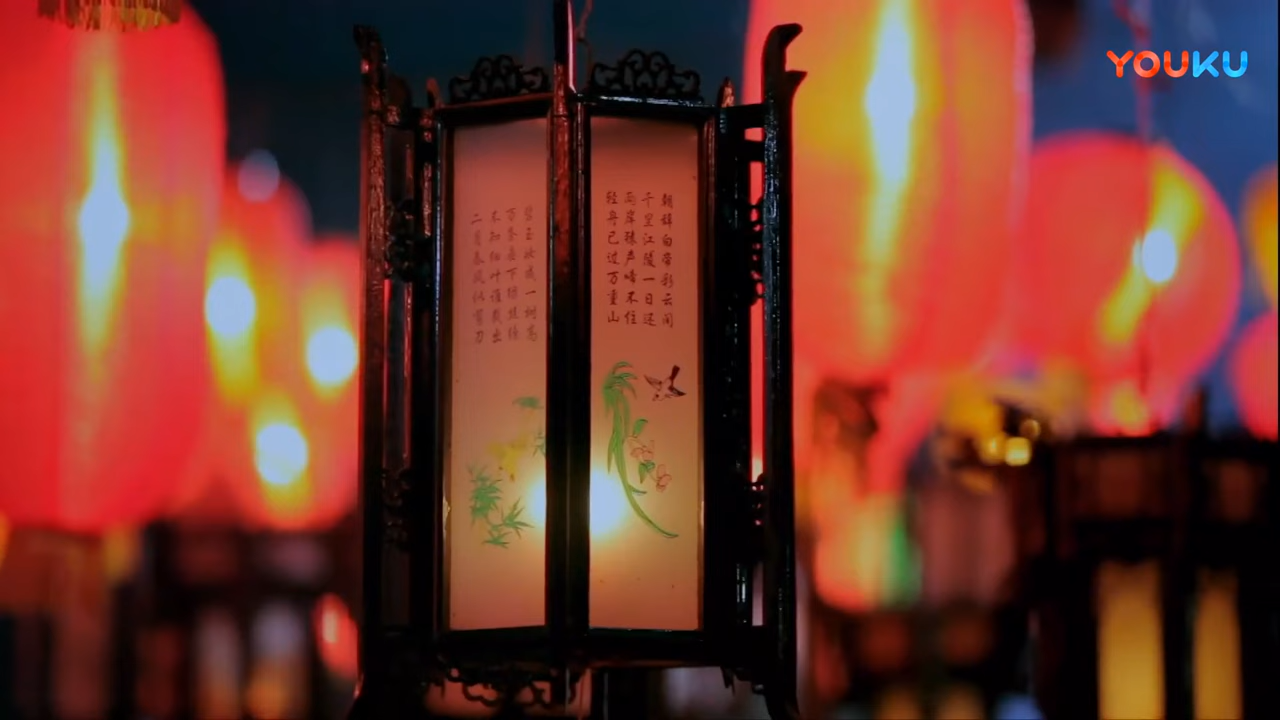 YOUKU
朝辞白帝彩云间
千里江陵一日还
两岸猿声啼不住
轻舟已过万重山
碧玉妆成一树高
万条垂下绿丝绦
不知细叶谁裁出
二月春风似剪刀